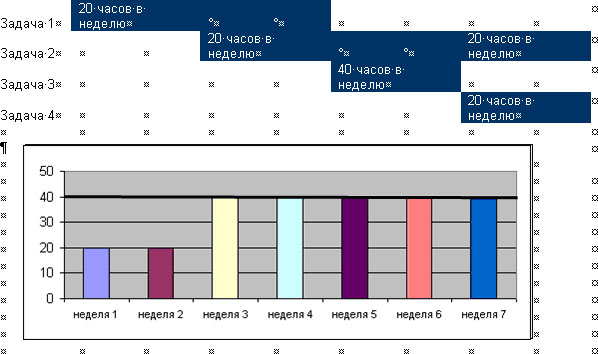 20·часов·в·
Задача·1¤ ¤ неделю¤ °¤ °¤ ¤ ¤ ¤ ¤ ¤
20·часов·в· 20·часов·в· ¤
Задача·2¤ ¤ ¤ неделю¤ °¤ °¤ неделю¤
40·часов·в· ¤
Задача·3¤ ¤ ¤ ¤ ¤ неделю¤ ¤ ¤
20·часов·в· ¤
Задача·4¤ ¤ ¤ ¤ ¤ ¤ ¤ неделю¤
¶
50
40
30
20
10
0
неделя 1 неделя 2 неделя 3 неделя 4 неделя 5 неделя 6 неделя 7